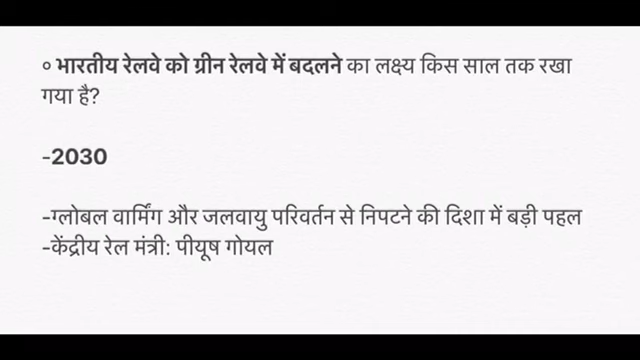 ० भारतीय रेलवे को ग्रीन रेलवे में बदलने का लक्ष्य किस साल तक रखा
गया है?
-2030
-ग्लोबल वार्मिंग और जलवायु परिवर्तन से निपटने की दिशा में बड़ी पहल
-केंद्रीय रेल मंत्री: पीयूष गोयल